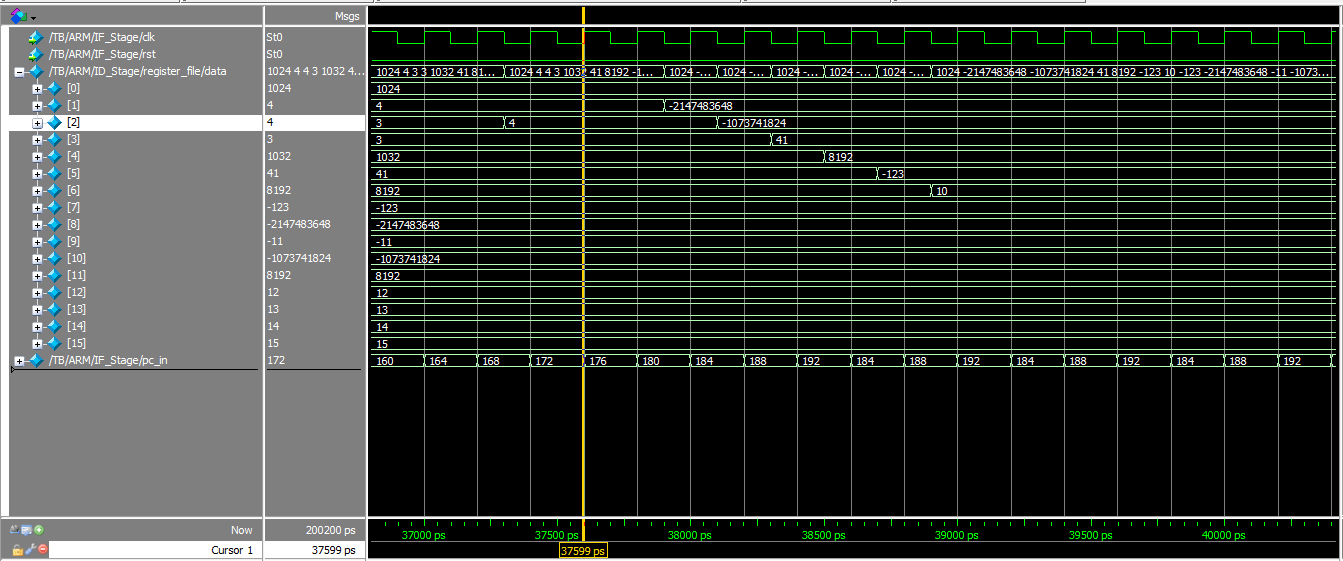 Msgs
/TB/ARM/IF_Stage/clk St0
/TB/ARM/IF_Stage/rst St0
/TB/ARM/ID_Stage/register_file/data 1024 4 4 3 1032 4... 1024 4 3 3 1032 41 81... 1024 4 4 3 1032 41 8192 -1... 1024 -... 1024 -... 1024 -... 1024 -... 1024 -... 1024 -2147483648 -1073741824 41 8192 -123 10 -123 -2147483648 -11 -1073...
[0] 1024 1024
[1] 4 4 -2147483648
[2] 4 3 4 -1073741824
[3] 3 3 41
[4] 1032 1032 8192
[5] 41 41 -123
[6] 8192 8192 10
[7] -123 -123
[8] -2147483648 -2147483648
[9] -11 -11
[10] -1073741824 -1073741824
[11] 8192 8192
[12] 12 12
[13] 13 13
[14] 14 14
[15] 15 15
/TB/ARM/IF_Stage/pc_in 172 160 164 168 172 176 180 184 188 192 184 188 192 184 188 192 184 188 192
Now 200200 ps 37000 ps 37500 ps 38000 ps 38500 ps 39000 ps 39500 ps 40000 ps
Cursor 1 37599 ps 37599 ps